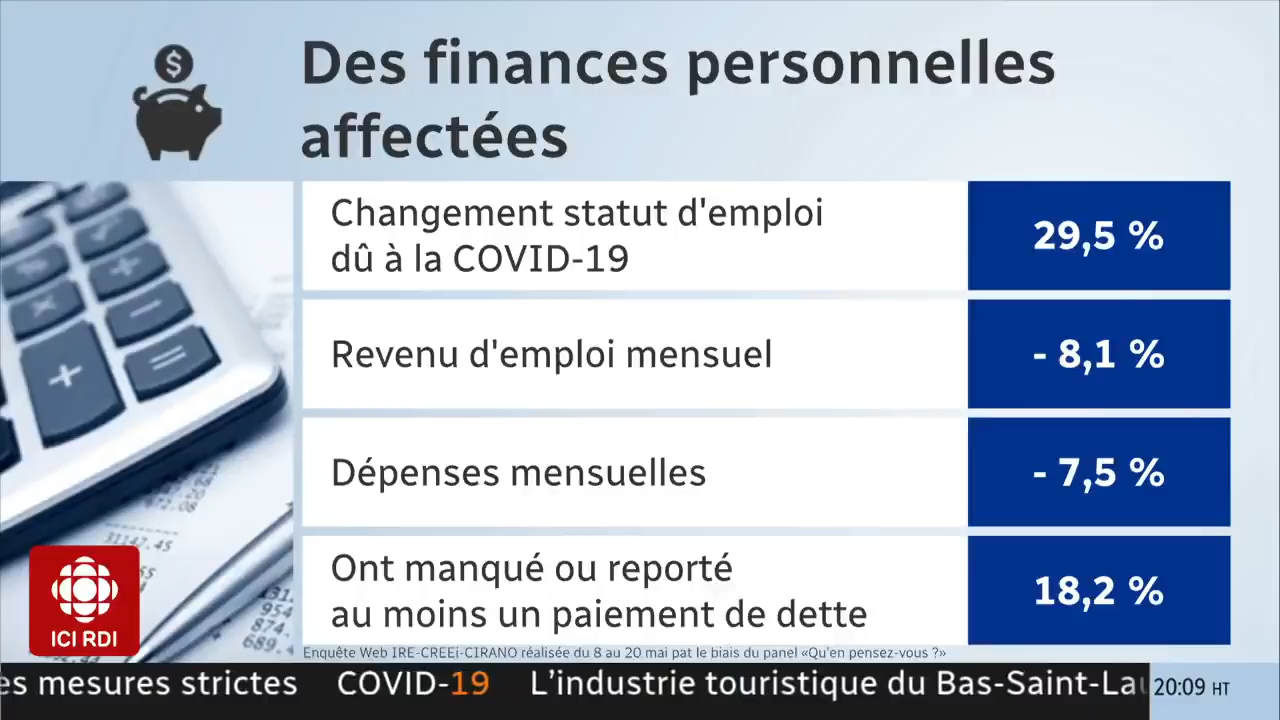 $
Des finances personnelles
affectées
Changement statut d'emploi
dû à la COVID-19
29,5 %
Revenu d'emploi mensuel
- 8,1 %
Dépenses mensuelles
- 7,5 %
Ont manqué ou reporté
au moins un paiement de dette
18,2 %
31147.45
ICI RDI
Enquête Web IRE-CREEi-CIRANO réalisée du 8 au 20 mai pat le biais du panel «Qu'en pensez-vous ?»
es mesures strictes COVID-19 L'industrie touristique du Bas-Saint-La
20:09 HT